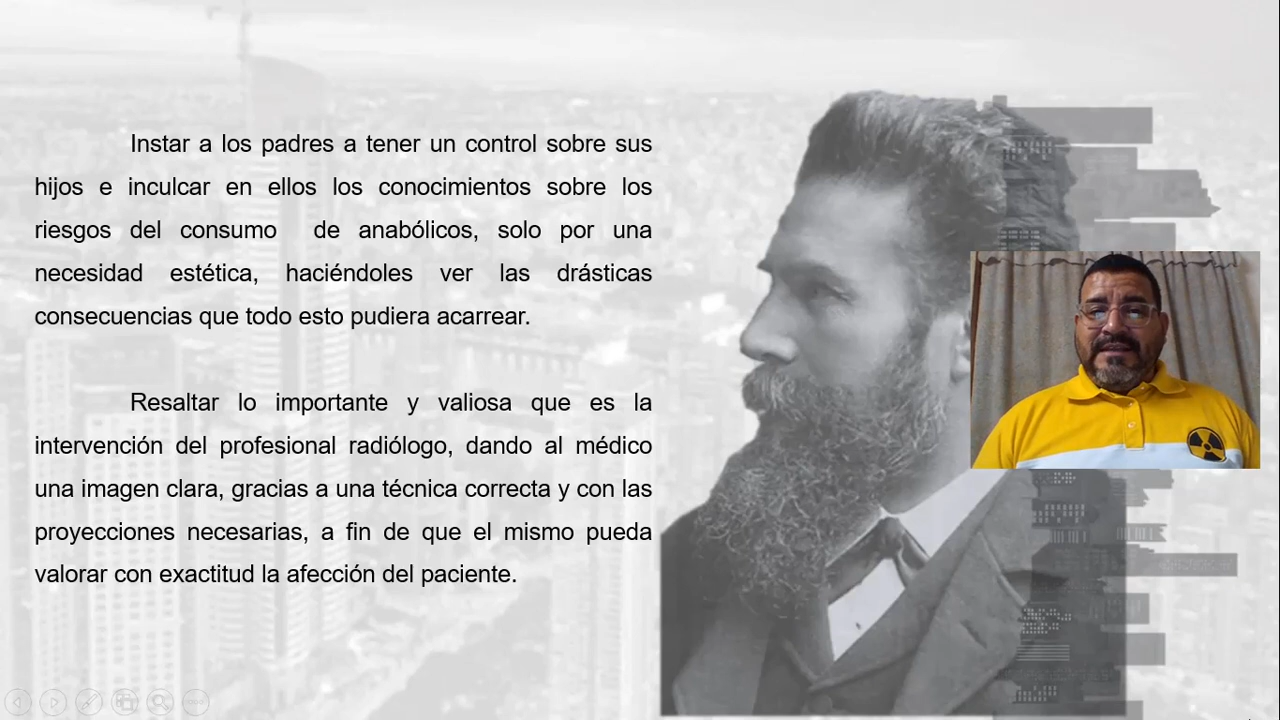 Instar a los padres a tener un control sobre sus
hijos e inculcar en ellos los conocimientos sobre los
riesgos del consumo de anabólicos, solo por una
necesidad estética, haciéndoles ver las drásticas
consecuencias que todo esto pudiera acarrear.
Resaltar lo importante y valiosa que es la
intervención del profesional radiólogo, dando al médico
una imagen clara, gracias a una técnica correcta y con las
proyecciones necesarias, a fin de que el mismo pueda
valorar con exactitud la afección del paciente.